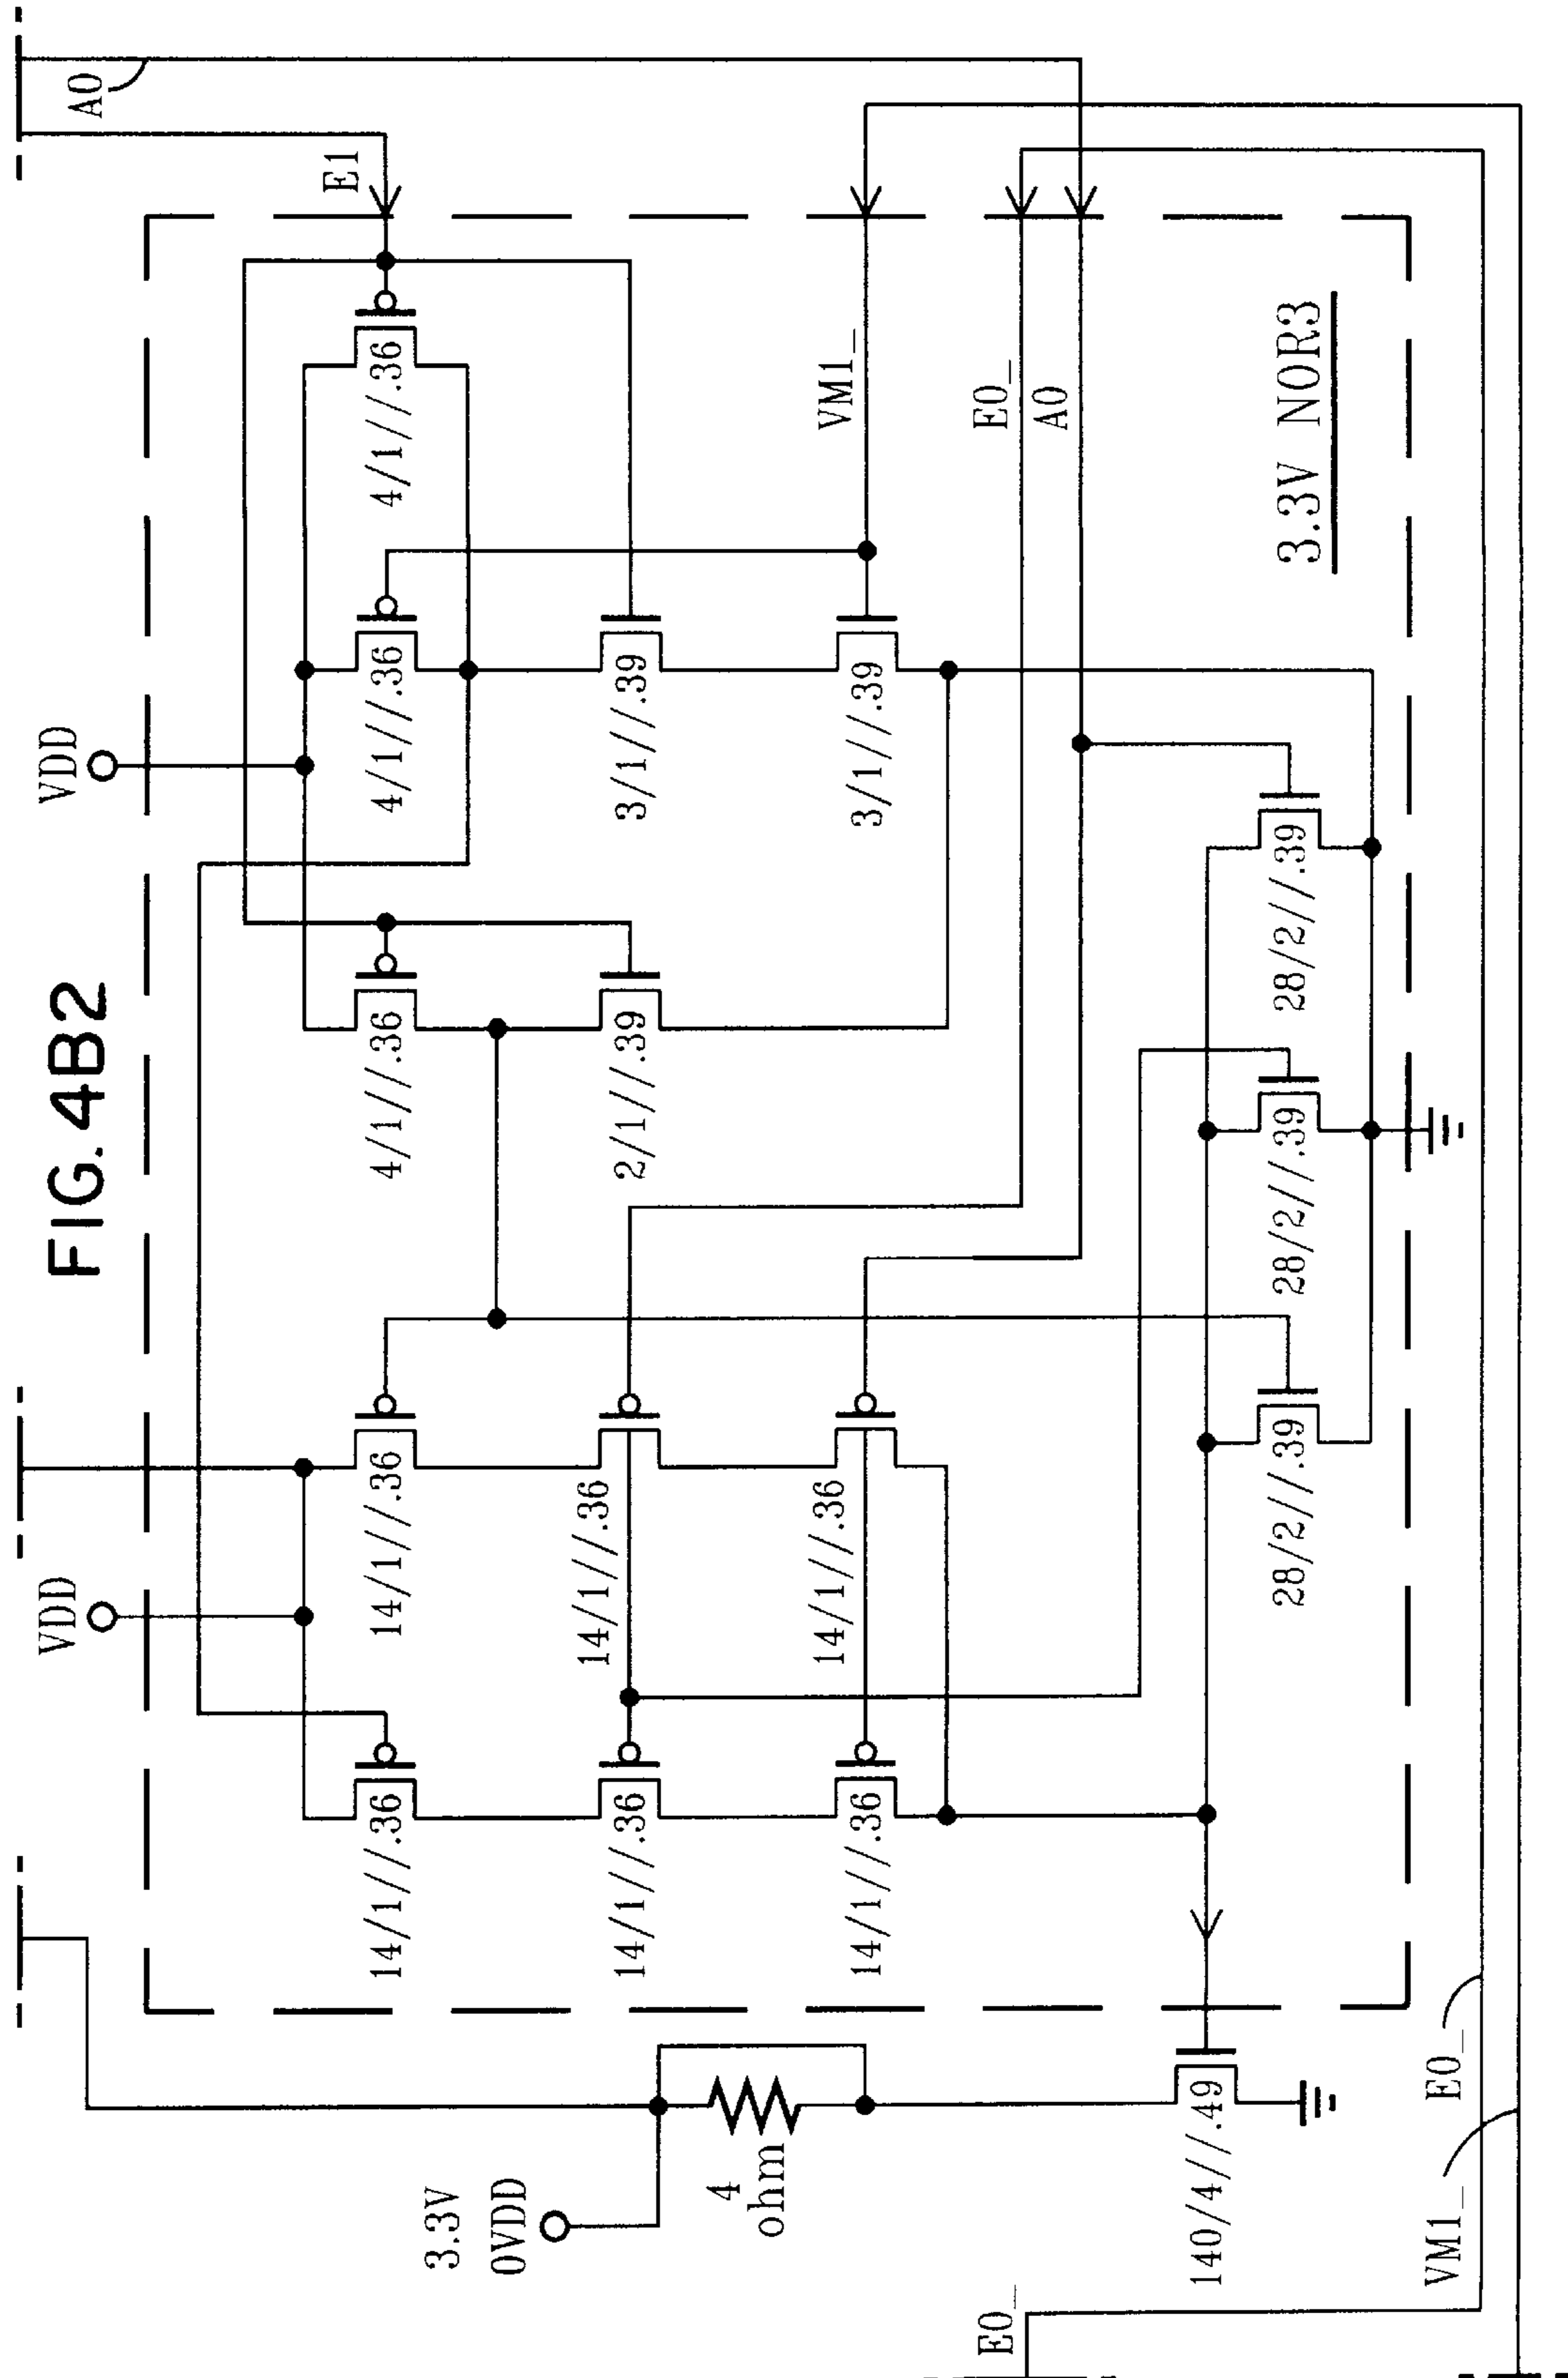 FIG. 4B2
3.3V
0VDD
4
ohm
140/4//.49
E0_
VM1_
E0_
VDD
14/1//.36
14/1//.36
14/1//.36
14/1//.36
14/1//.36
14/1//.36
28/2//.39
28/2//.39
28/2//.39
4/1//.36
2/1//.39
VDD
4/1//.36
3/1//.39
3/1//.39
4/1//.36
VM1_
E0_
A0
3.3V NOR3
E1
A0